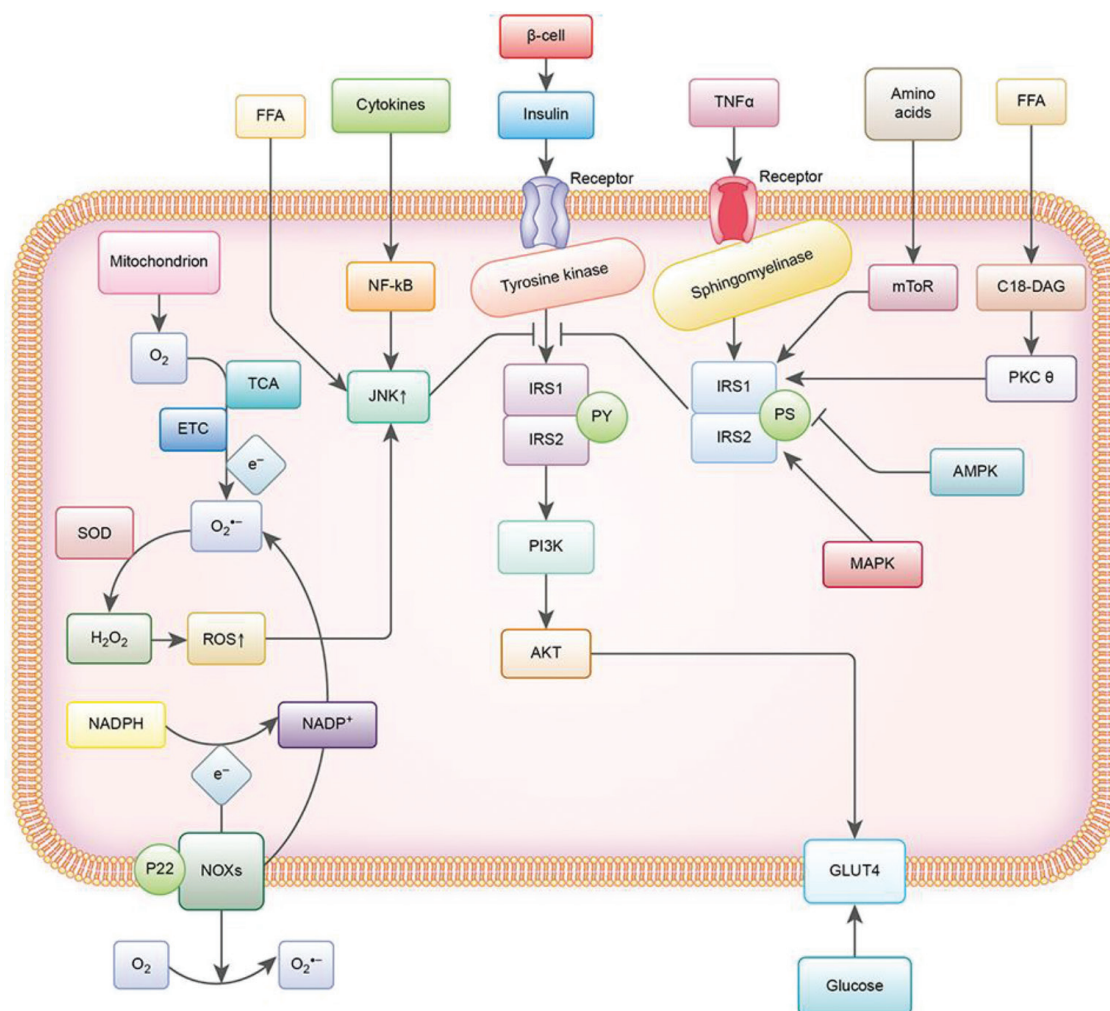 β-cell
FFA
Cytokines
Insulin
TNFα
Amino
acids
FFA
Receptor
Receptor
Mitochondrion
NF-kB
Tyrosine kinase
Sphingomyelinase
mToR
C18-DAG
O₂
TCA
JNK↑
IRS1
IRS1
PKC θ
ETC
PY
PS
IRS2
IRS2
e⁻
AMPK
SOD
O₂•⁻
PI3K
MAPK
H₂O₂
ROS↑
AKT
NADPH
NADP⁺
e⁻
P22
NOXs
GLUT4
O₂
O₂•⁻
Glucose